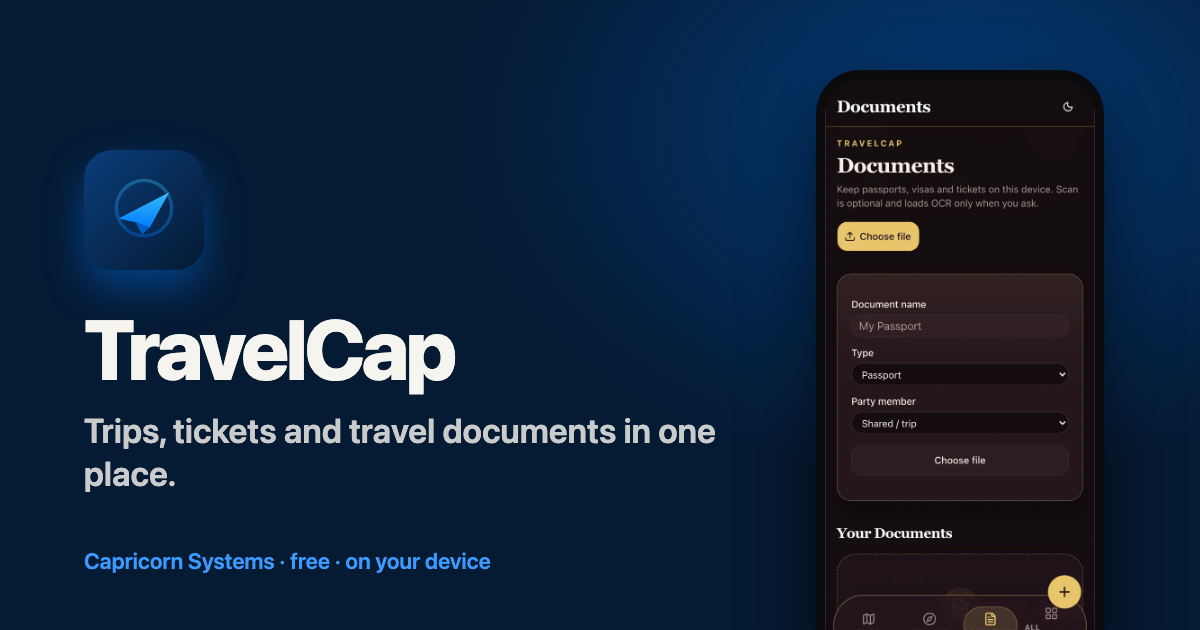 TravelCap
Trips, tickets and travel documents in one
place.
Capricorn Systems · free · on your device
Documents
TRAVELCAP
Documents
Keep passports, visas and tickets on this device. Scan
is optional and loads OCR only when you ask.
Choose file
Document name
My Passport
Type
Passport
Party member
Shared / trip
Choose file
Your Documents
ALL